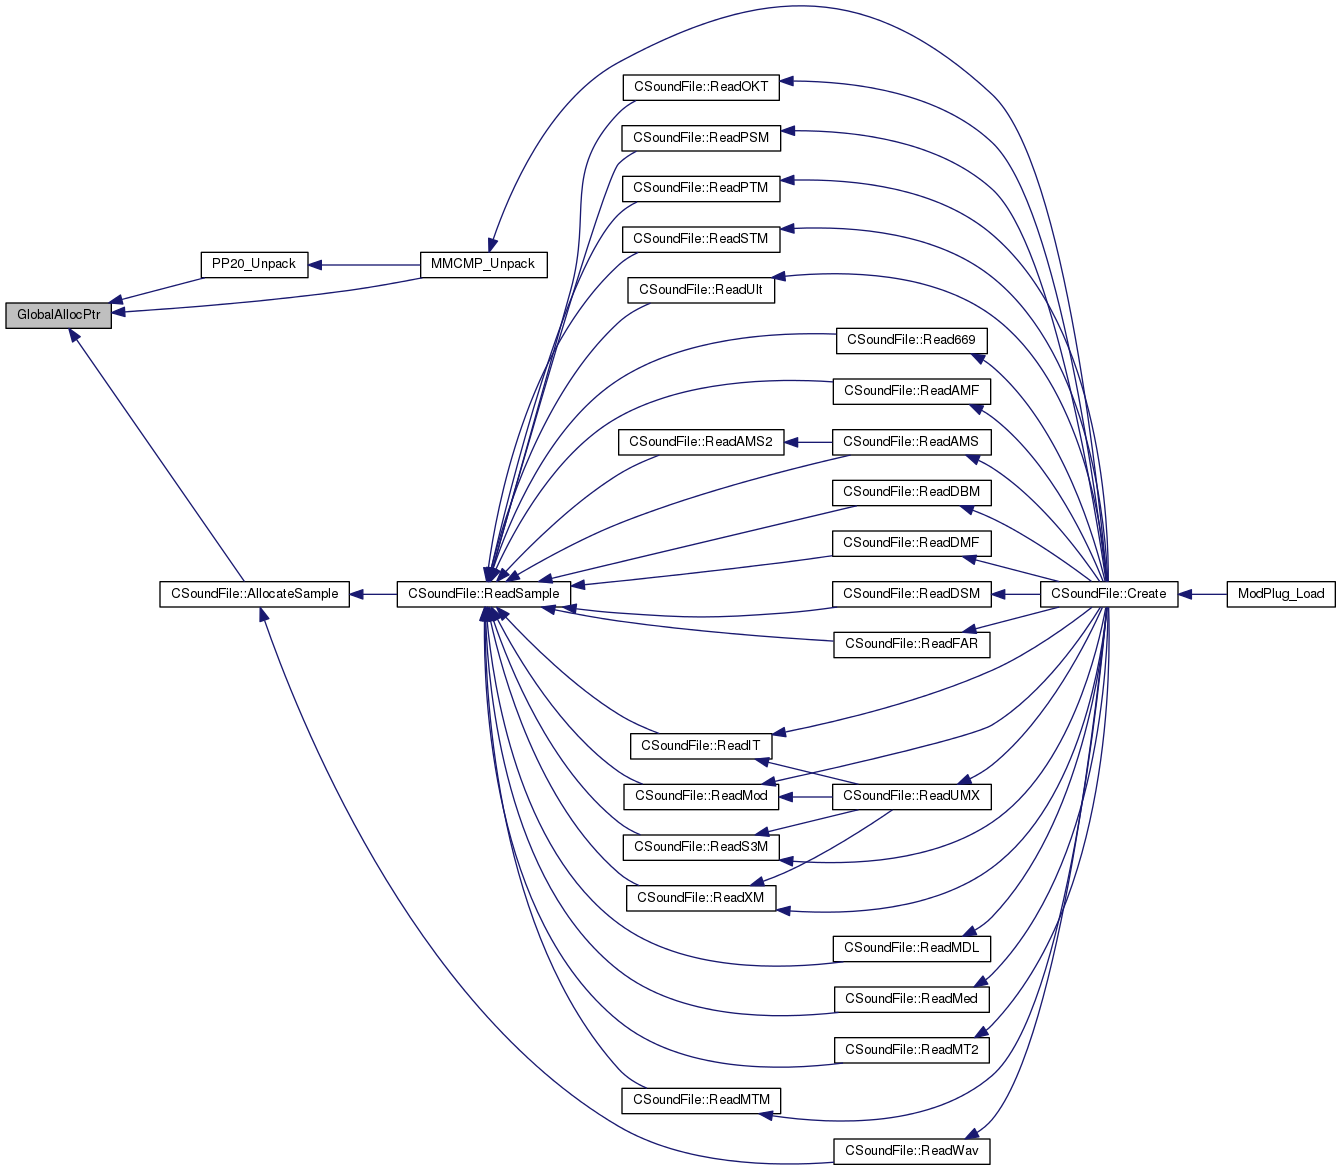 CSoundFile::ReadOKT
CSoundFile::ReadPSM
CSoundFile::ReadPTM
CSoundFile::ReadSTM
PP20_Unpack
MMCMP_Unpack
CSoundFile::ReadUlt
GlobalAllocPtr
CSoundFile::Read669
CSoundFile::ReadAMF
CSoundFile::ReadAMS2
CSoundFile::ReadAMS
CSoundFile::ReadDBM
CSoundFile::ReadDMF
CSoundFile::AllocateSample
CSoundFile::ReadSample
CSoundFile::ReadDSM
CSoundFile::Create
ModPlug_Load
CSoundFile::ReadFAR
CSoundFile::ReadIT
CSoundFile::ReadMod
CSoundFile::ReadUMX
CSoundFile::ReadS3M
CSoundFile::ReadXM
CSoundFile::ReadMDL
CSoundFile::ReadMed
CSoundFile::ReadMT2
CSoundFile::ReadMTM
CSoundFile::ReadWav